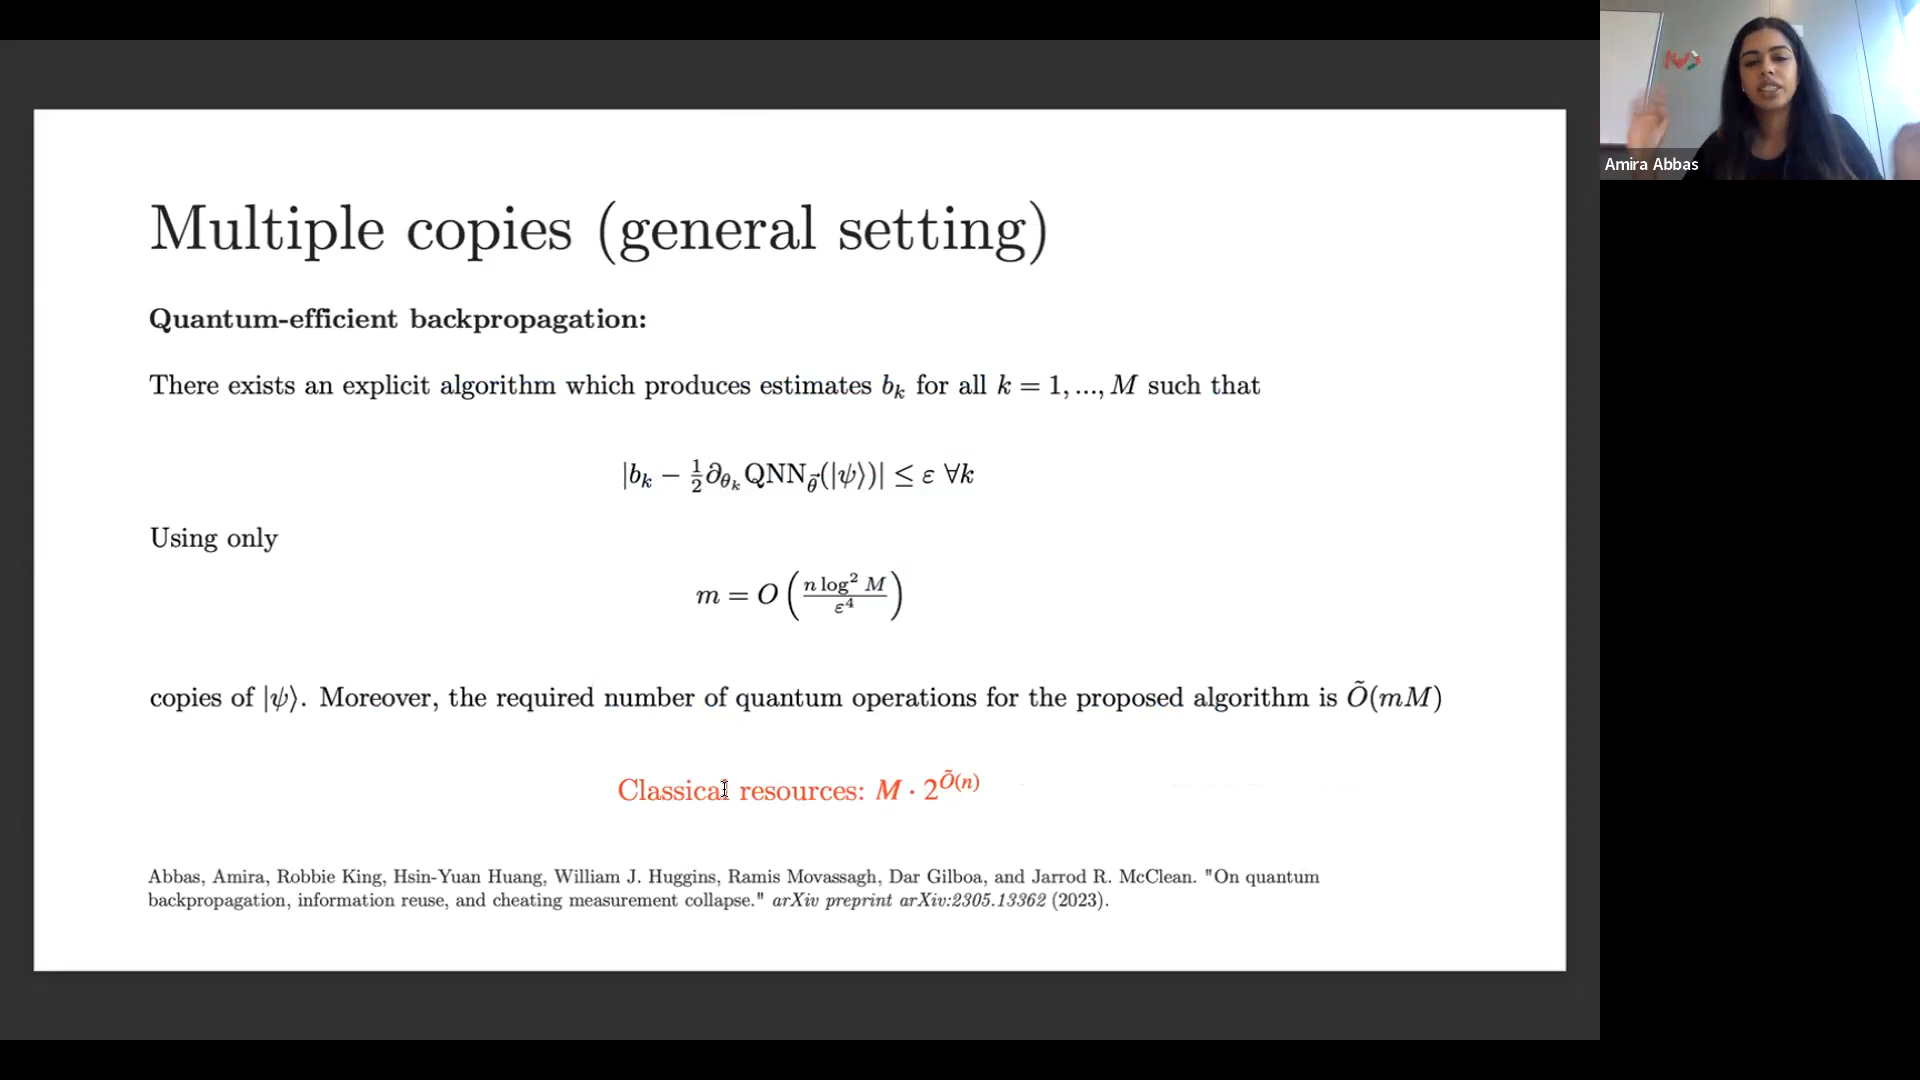 Multiple copies (general setting)
Quantum-efficient backpropagation:
There exists an explicit algorithm which produces estimates b_k for all k = 1, ..., M such that
|b_k − ½∂_{θ_k} QNN_{θ⃗}(|ψ⟩)| ≤ ε ∀k
Using only
m = O(n log² M / ε⁴)
copies of |ψ⟩. Moreover, the required number of quantum operations for the proposed algorithm is Õ(mM)
Classical resources: M · 2^{Õ(n)}
Abbas, Amira, Robbie King, Hsin-Yuan Huang, William J. Huggins, Ramis Movassagh, Dar Gilboa, and Jarrod R. McClean. "On quantum
backpropagation, information reuse, and cheating measurement collapse." arXiv preprint arXiv:2305.13362 (2023).
Amira Abbas